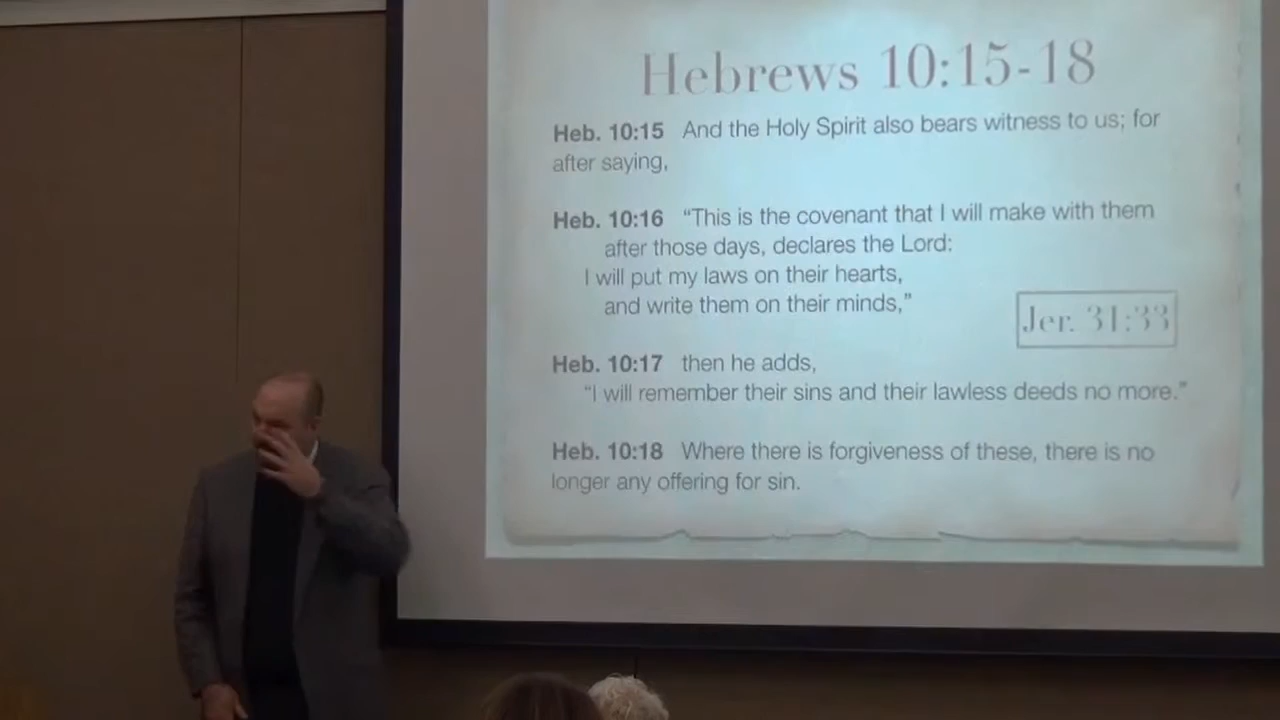 Hebrews 10:15-18
Heb. 10:15 And the Holy Spirit also bears witness to us; for
after saying,
Heb. 10:16 “This is the covenant that I will make with them
after those days, declares the Lord:
I will put my laws on their hearts,
and write them on their minds,”
Jer. 31:33
Heb. 10:17 then he adds,
“I will remember their sins and their lawless deeds no more.”
Heb. 10:18 Where there is forgiveness of these, there is no
longer any offering for sin.